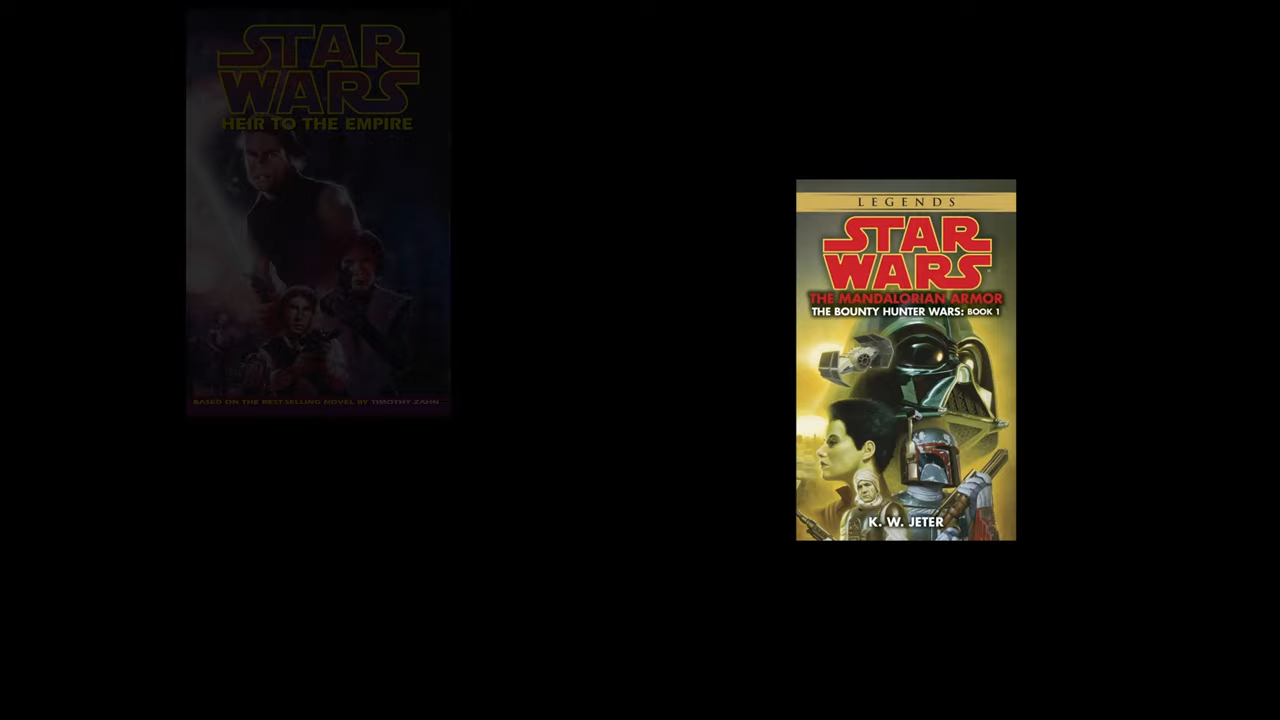 STAR
WARS
HEIR TO THE EMPIRE
BASED ON THE BEST-SELLING NOVEL BY TIMOTHY ZAHN
LEGENDS
STAR
WARS
THE MANDALORIAN ARMOR
THE BOUNTY HUNTER WARS: BOOK 1
K. W. JETER